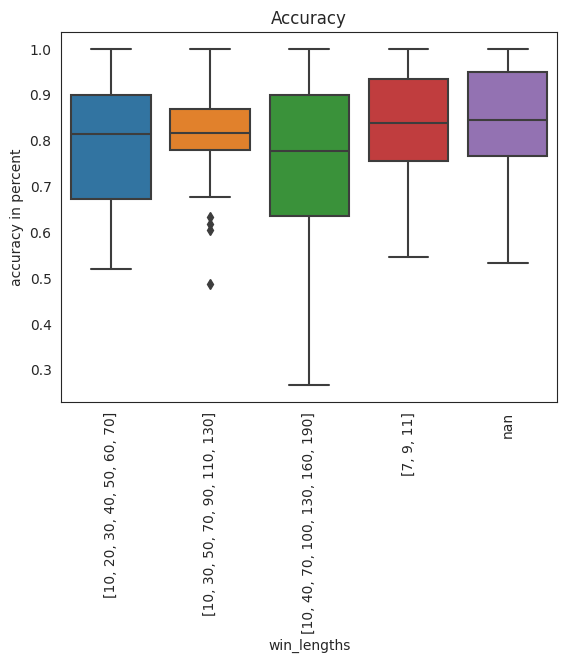 Accuracy
1.0
0.9
0.8
0.7
0.6
0.5
0.4
0.3
accuracy in percent
[10, 20, 30, 40, 50, 60, 70]
[10, 30, 50, 70, 90, 110, 130]
[10, 40, 70, 100, 130, 160, 190]
[7, 9, 11]
nan
win_lengths